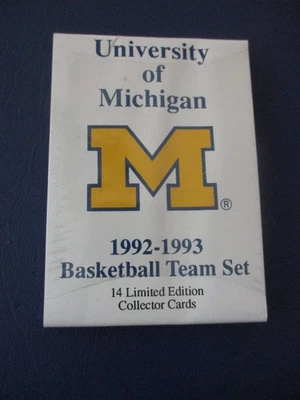 University
of
Michigan
M®
1992-1993
Basketball Team Set
14 Limited Edition
Collector Cards